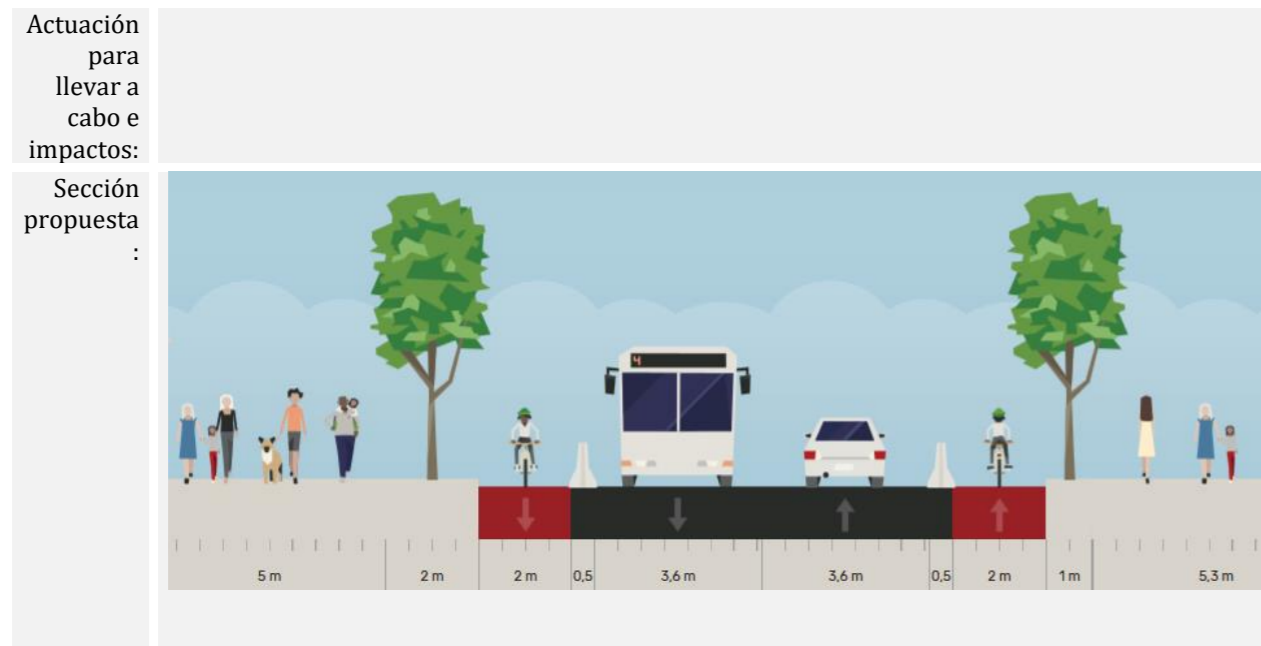 Actuación
para
llevar a
cabo e
impactos:
Sección
propuesta
:
4
5 m 2 m 2 m 0,5 3,6 m 3,6 m 0,5 2 m 1 m 5,3 m